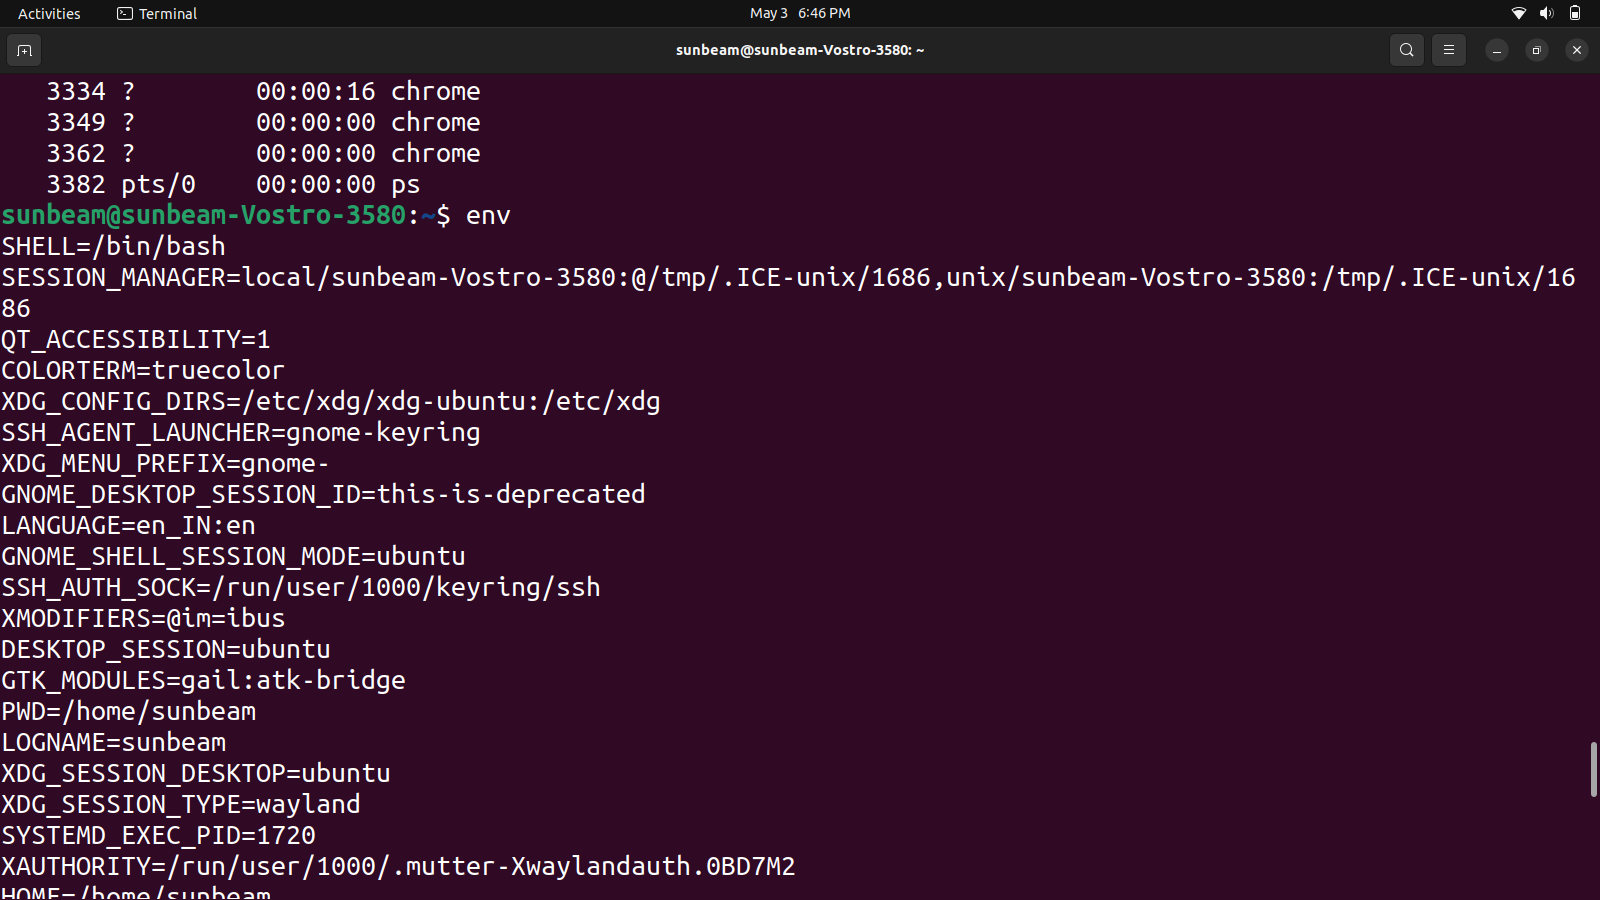 Activities Terminal May 3 6:46 PM
sunbeam@sunbeam-Vostro-3580: ~
3334 ? 00:00:16 chrome
3349 ? 00:00:00 chrome
3362 ? 00:00:00 chrome
3382 pts/0 00:00:00 ps
sunbeam@sunbeam-Vostro-3580:~$ env
SHELL=/bin/bash
SESSION_MANAGER=local/sunbeam-Vostro-3580:@/tmp/.ICE-unix/1686,unix/sunbeam-Vostro-3580:/tmp/.ICE-unix/16
86
QT_ACCESSIBILITY=1
COLORTERM=truecolor
XDG_CONFIG_DIRS=/etc/xdg/xdg-ubuntu:/etc/xdg
SSH_AGENT_LAUNCHER=gnome-keyring
XDG_MENU_PREFIX=gnome-
GNOME_DESKTOP_SESSION_ID=this-is-deprecated
LANGUAGE=en_IN:en
GNOME_SHELL_SESSION_MODE=ubuntu
SSH_AUTH_SOCK=/run/user/1000/keyring/ssh
XMODIFIERS=@im=ibus
DESKTOP_SESSION=ubuntu
GTK_MODULES=gail:atk-bridge
PWD=/home/sunbeam
LOGNAME=sunbeam
XDG_SESSION_DESKTOP=ubuntu
XDG_SESSION_TYPE=wayland
SYSTEMD_EXEC_PID=1720
XAUTHORITY=/run/user/1000/.mutter-Xwaylandauth.0BD7M2
HOME=/home/sunbeam